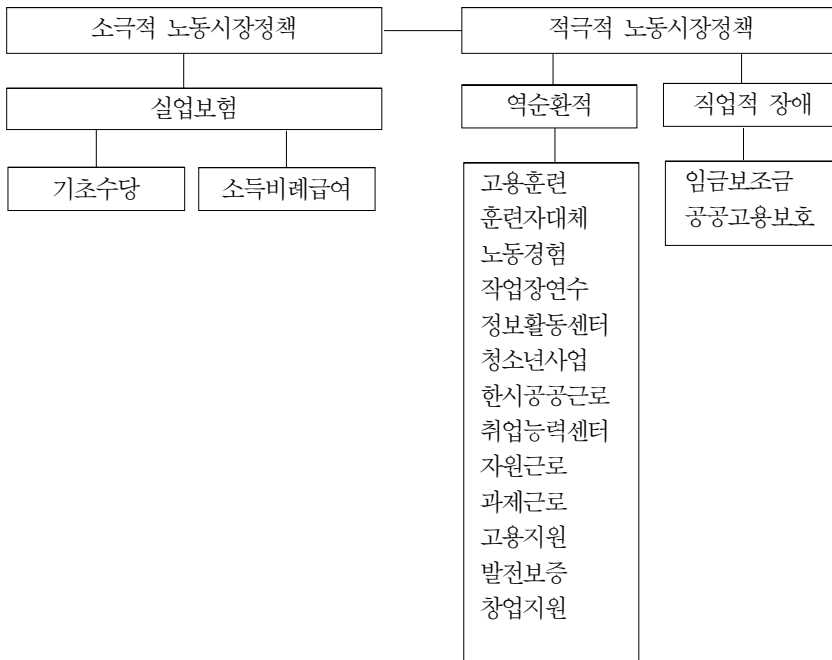 소극적 노동시장정책
적극적 노동시장정책
실업보험
역순환적
직업적 장애
기초수당
소득비례급여
고용훈련
훈련자대체
노동경험
작업장연수
정보활동센터
청소년사업
한시공공근로
취업능력센터
자원근로
과제근로
고용지원
발전보증
창업지원
임금보조금
공공고용보호